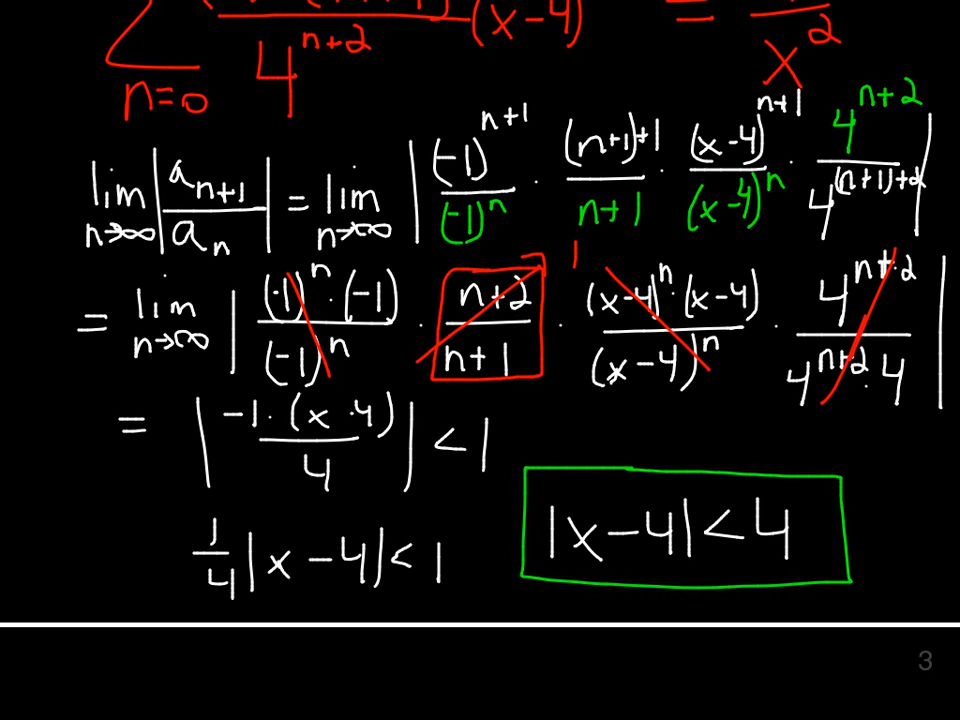 ∑ n=0 4^{n+2} (x-4) = x^2
lim n→∞ |a_{n+1}/a_n| = lim n→∞ |(-1)^{n+1}/(-1)^n · (n+1)+1/n+1 · (x-4)^{n+1}/(x-4)^n · 4^{n+2}/4^{(n+1)+2}|
= lim n→∞ |(-1)^n·(-1)/(-1)^n · n+2/n+1 1 · (x-4)^n·(x-4)/(x-4)^n · 4^{n+2}/4^{n+2}·4|
= |-1·(x-4)/4| < 1
1/4|x-4| < 1
|x-4| < 4
3